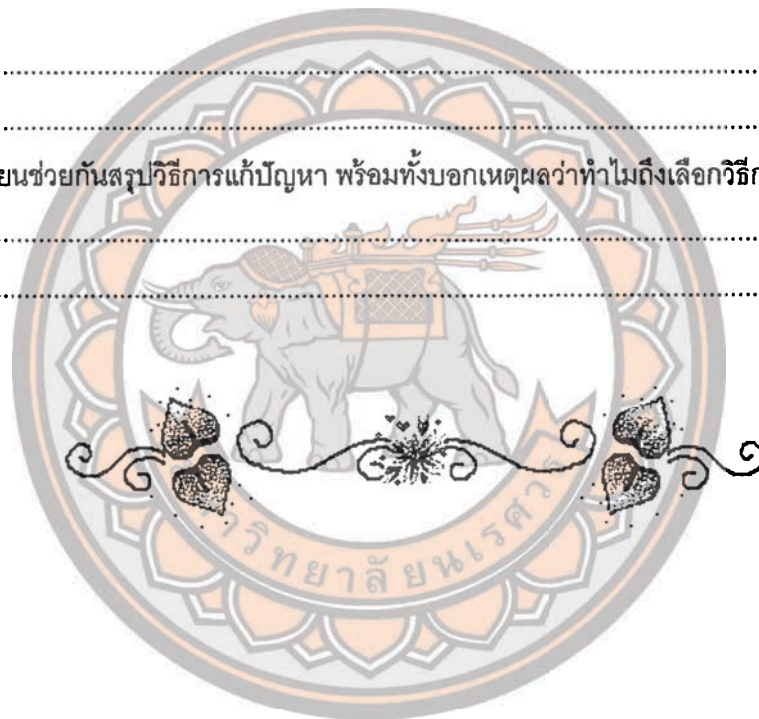 ยนช่วยกันสรุปวิธีการแก้ปัญหา พร้อมทั้งบอกเหตุผลว่าทำไมถึงเลือกวิธีก
วิทยาลัยนเรศวร